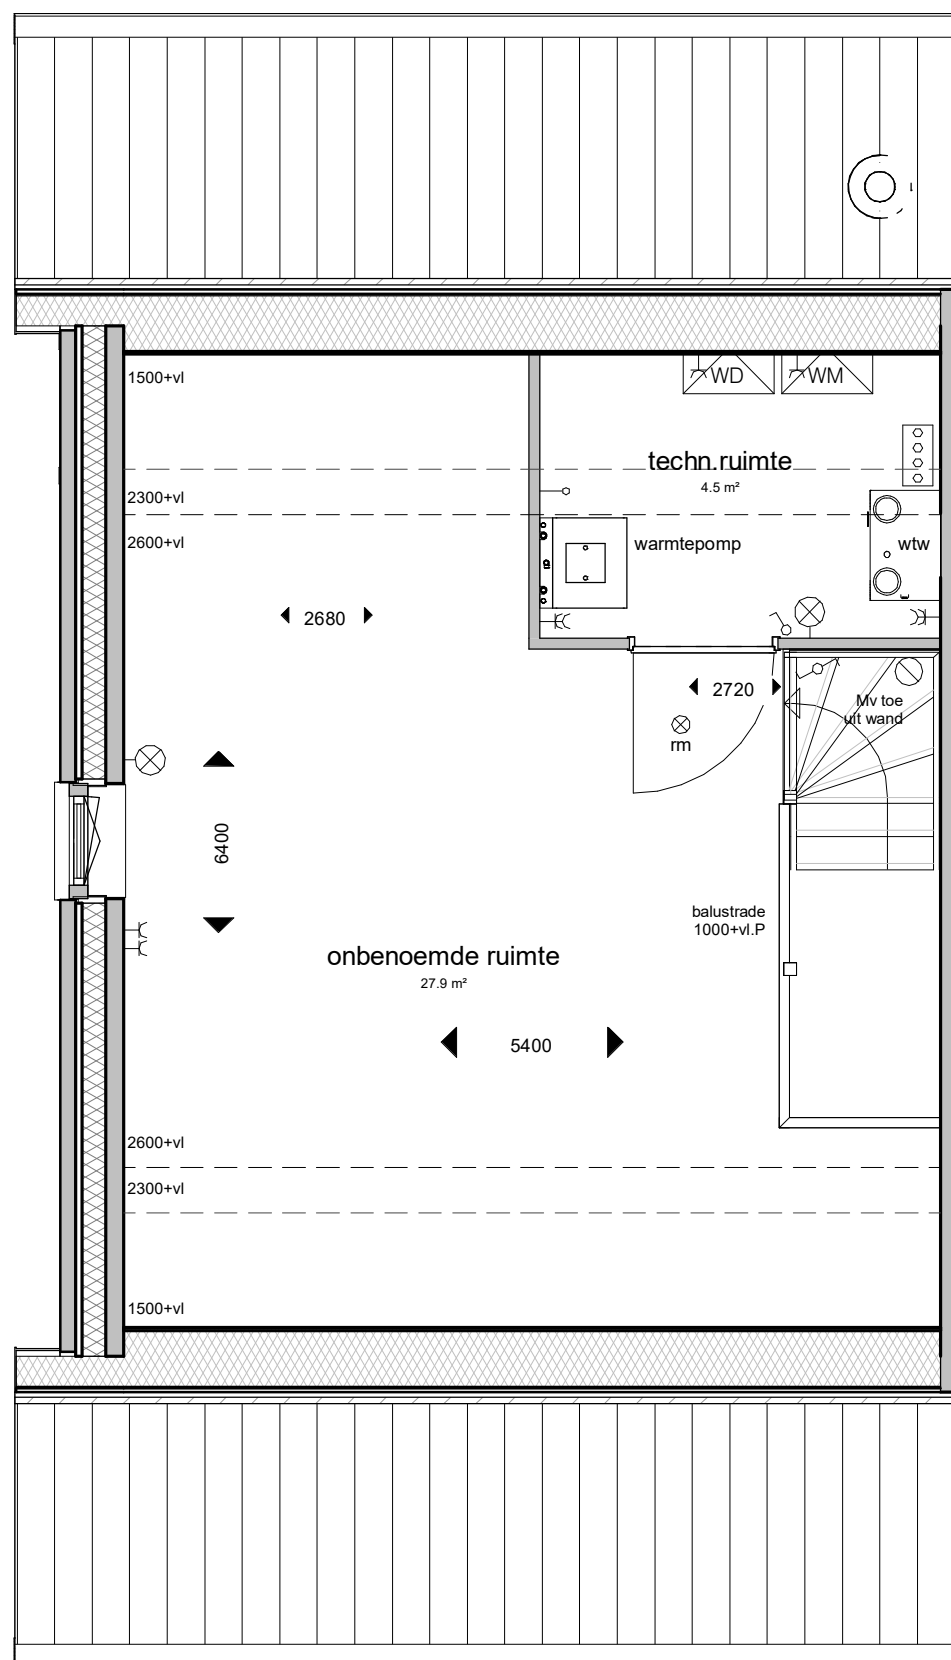 1500+vl
WD
WM
techn.ruimte
4.5 m²
2300+vl
2600+vl
warmtepomp
wtw
2680
2720
rm
Mv toe
uit wand
6400
balustrade
1000+vl.P
onbenoemde ruimte
27.9 m²
5400
2600+vl
2300+vl
1500+vl